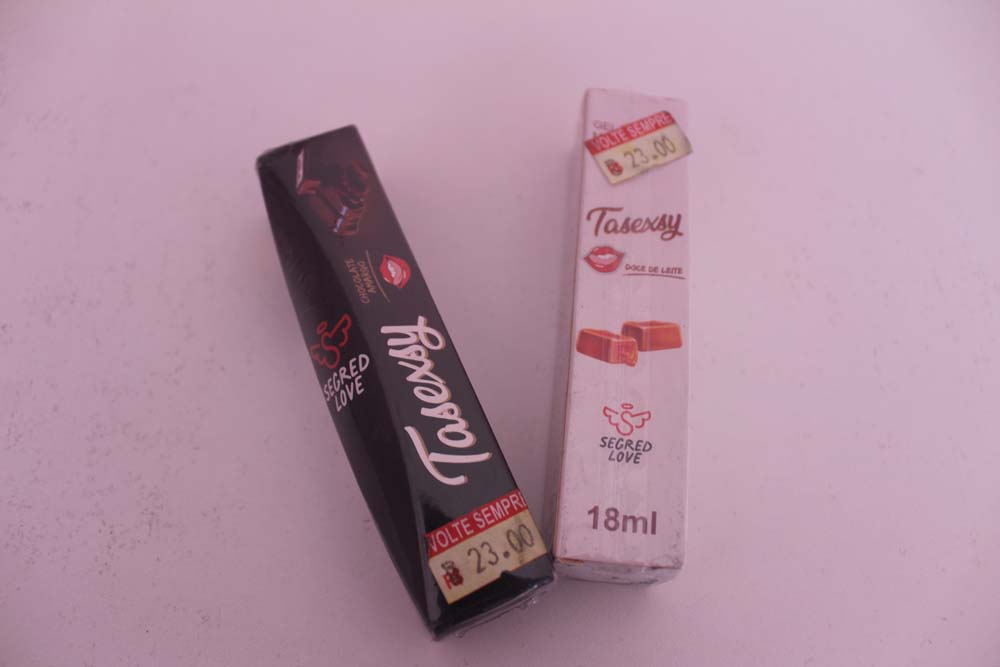 CHOCOLATE
AMARGO
SEGRED
LOVE
Tasexsy
VOLTE SEMPRE
23.00
GEL
VOLTE SEMPRE
23.00
Tasexsy
DOCE DE LEITE
SEGRED
LOVE
18ml